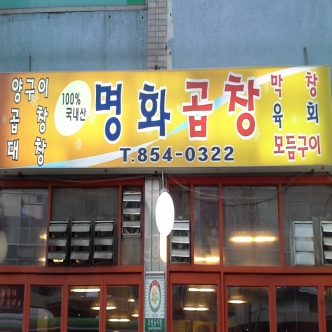 양구이
곱창
대창
100%
국내산
명화곱창
T.854-0322
막창
육회
모듬구이